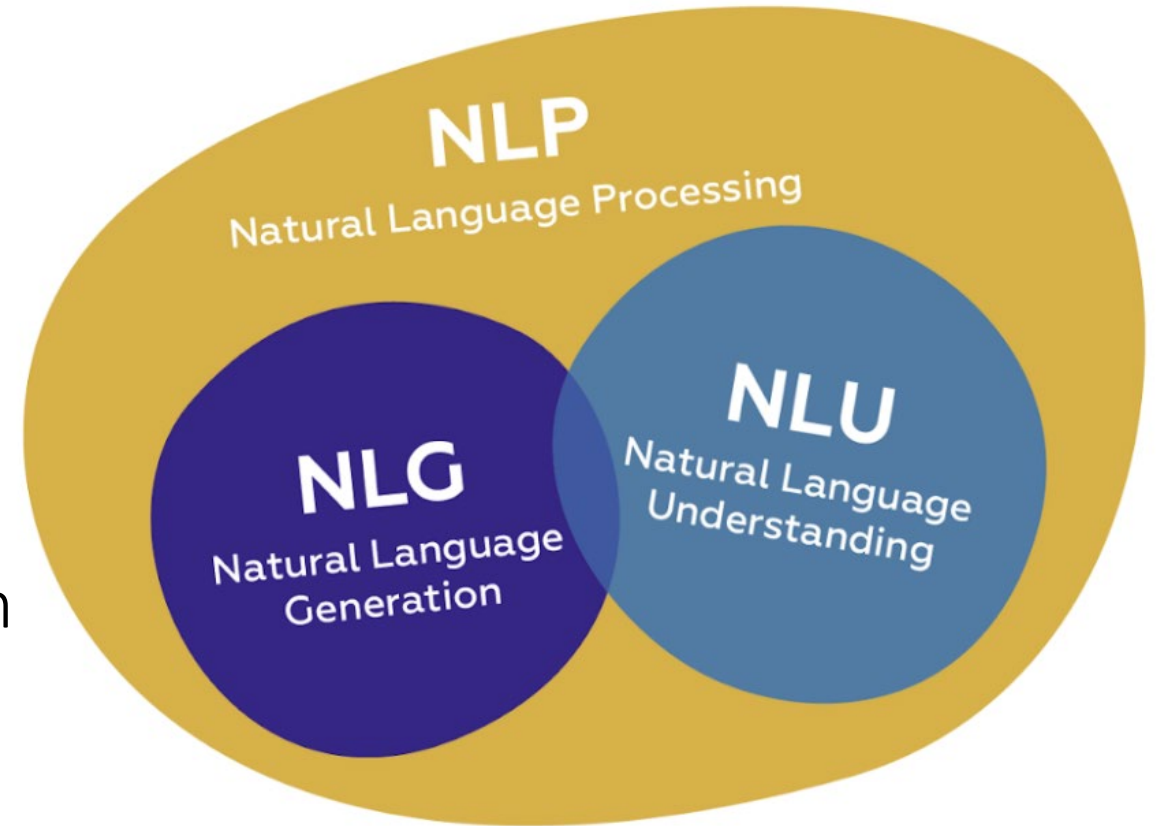 NLP
Natural Language Processing
NLU
Natural Language
Understanding
NLG
Natural Language
Generation
n